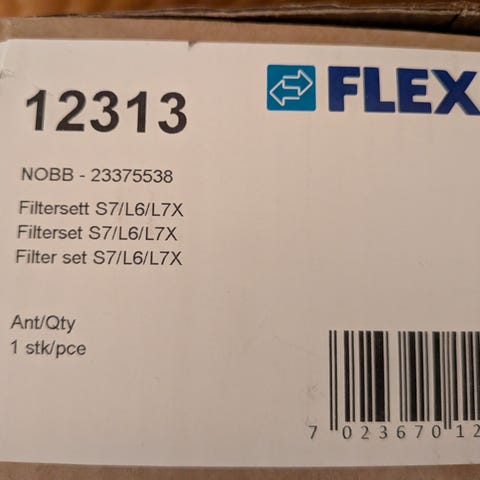 FLEX
12313
NOBB - 23375538
Filtersett S7/L6/L7X
Filterset S7/L6/L7X
Filter set S7/L6/L7X
Ant/Qty
1 stk/pce
7 023670 12